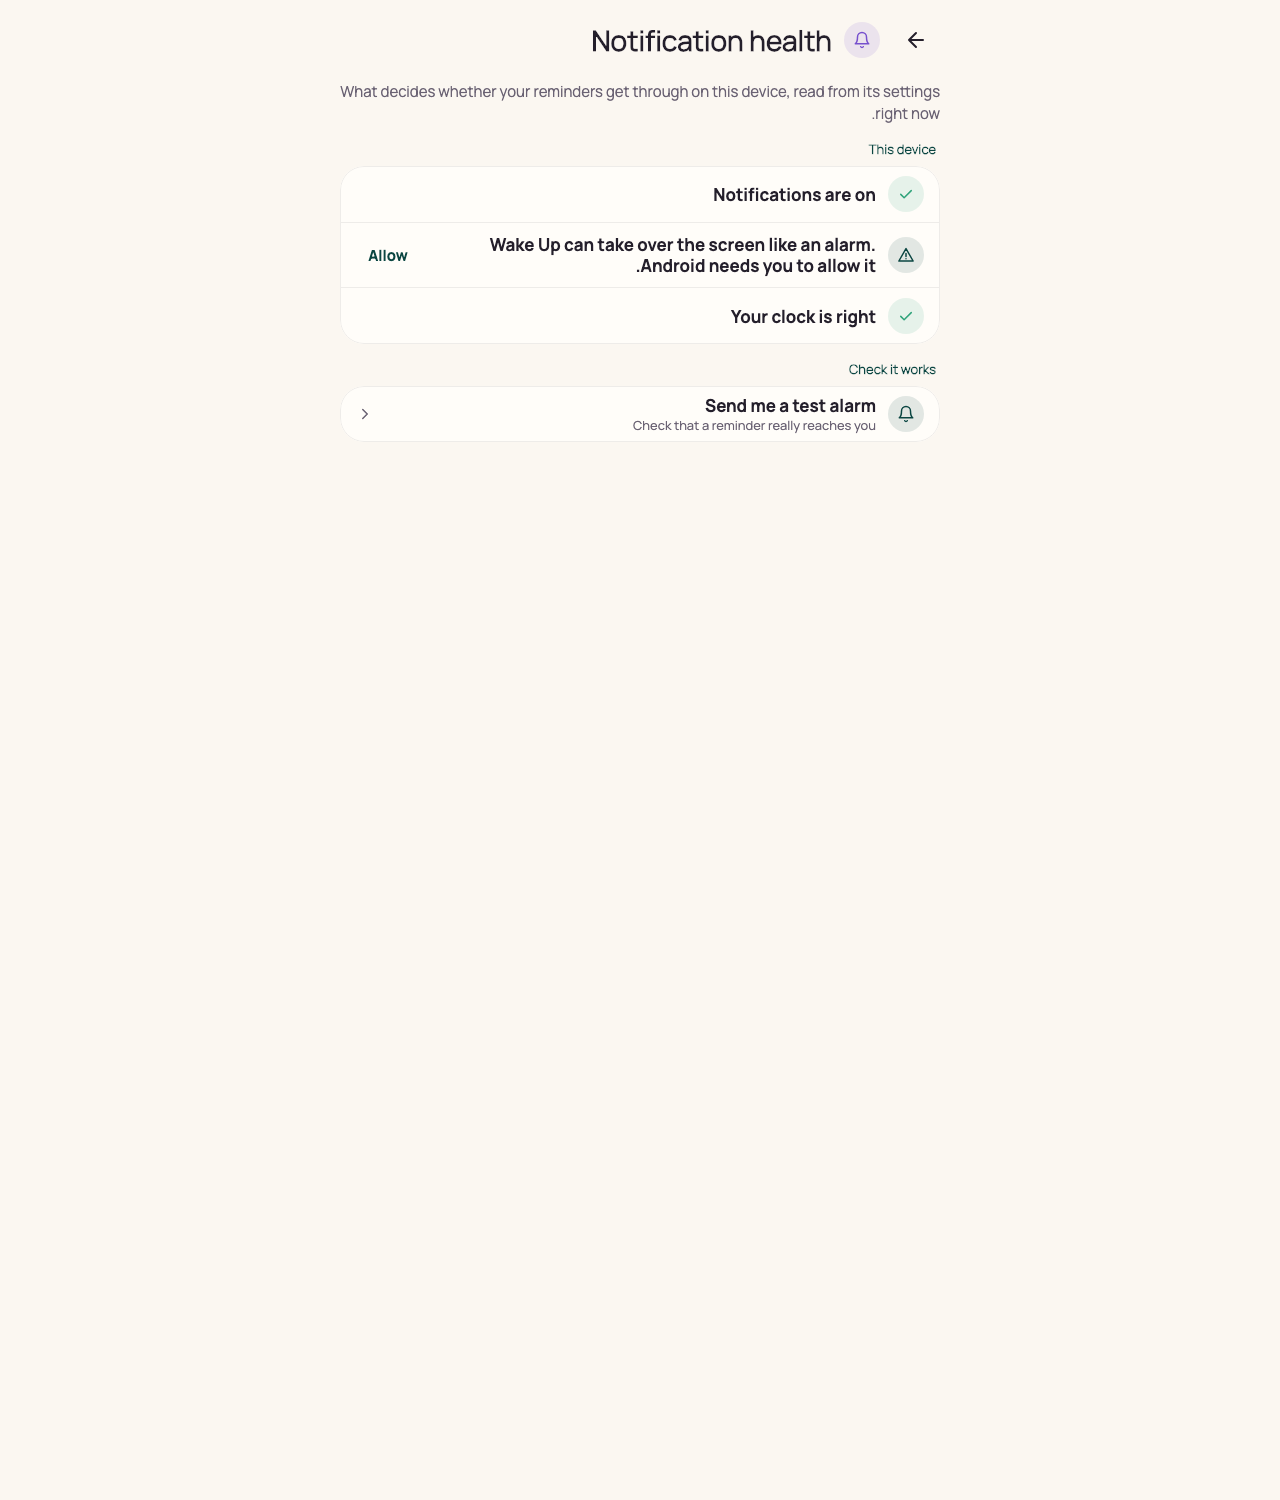 Notification health
What decides whether your reminders get through on this device, read from its settings
.right now
This device
Notifications are on
Wake Up can take over the screen like an alarm.
.Android needs you to allow it
Allow
Your clock is right
Check it works
Send me a test alarm
Check that a reminder really reaches you